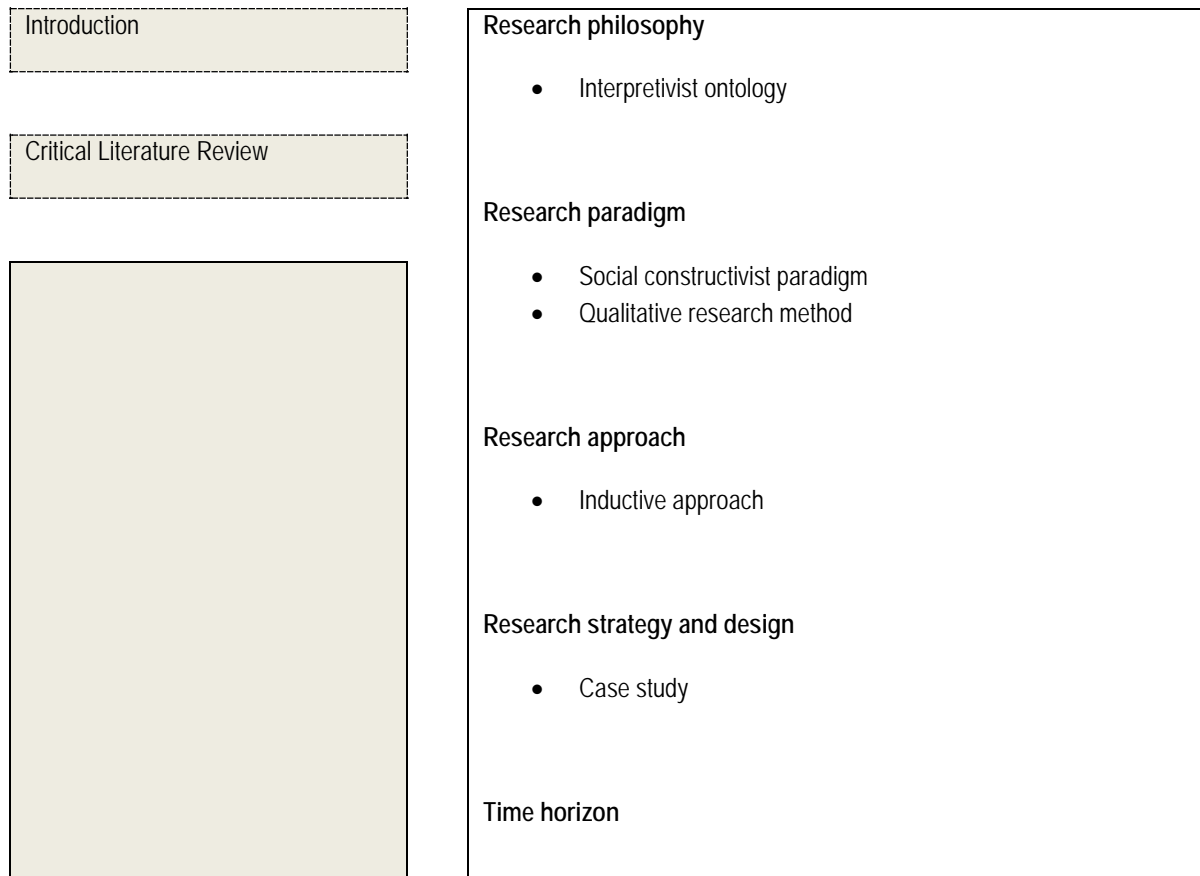 Introduction
Critical Literature Review
Research philosophy
• Interpretivist ontology
Research paradigm
• Social constructivist paradigm
• Qualitative research method
Research approach
• Inductive approach
Research strategy and design
• Case study
Time horizon